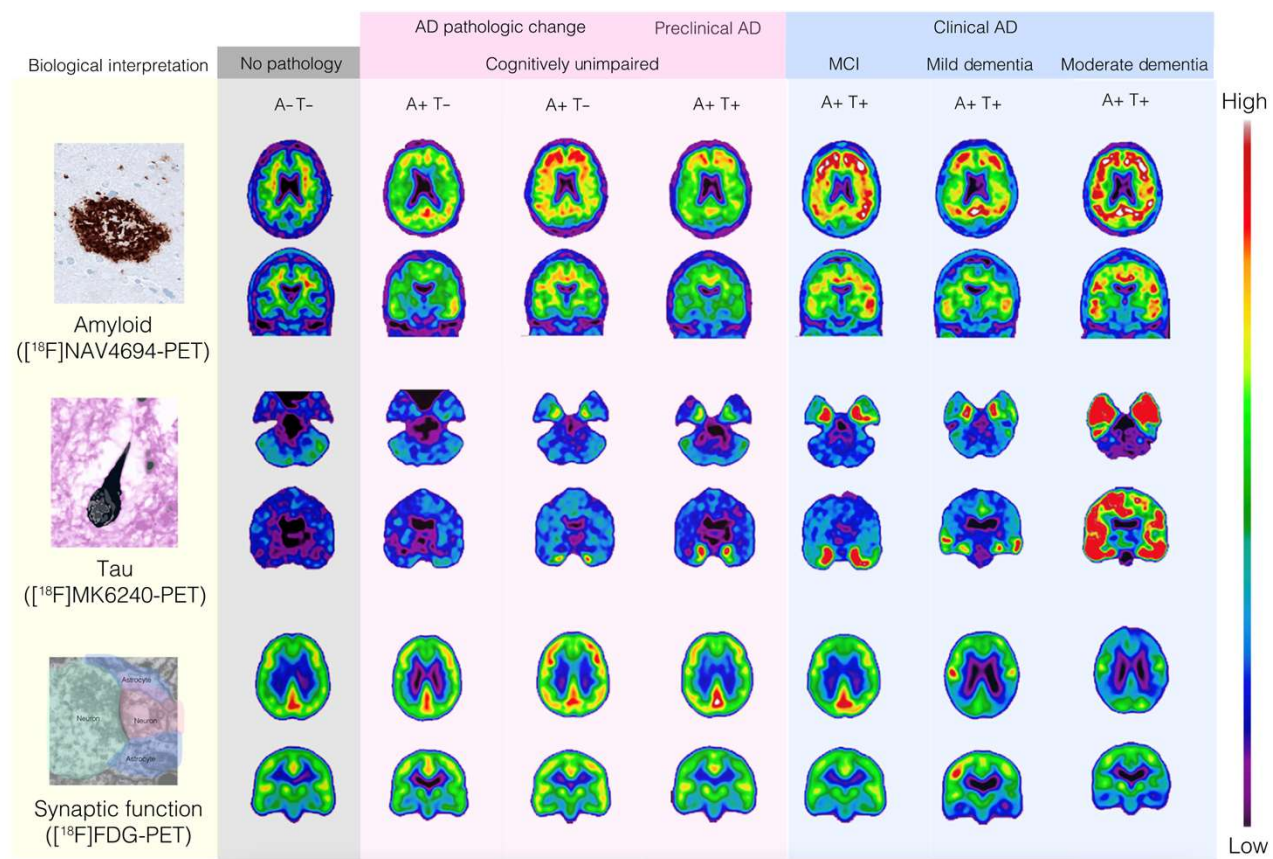 AD pathologic change
Preclinical AD
Clinical AD
Biological interpretation
No pathology
Cognitively unimpaired
MCI
Mild dementia
Moderate dementia
A– T–
A+ T–
A+ T–
A+ T+
A+ T+
A+ T+
A+ T+
High
Amyloid
([¹⁸F]NAV4694-PET)
Tau
([¹⁸F]MK6240-PET)
Astrocyte
Neuron
Neuron
Astrocyte
Synaptic function
([¹⁸F]FDG-PET)
Low